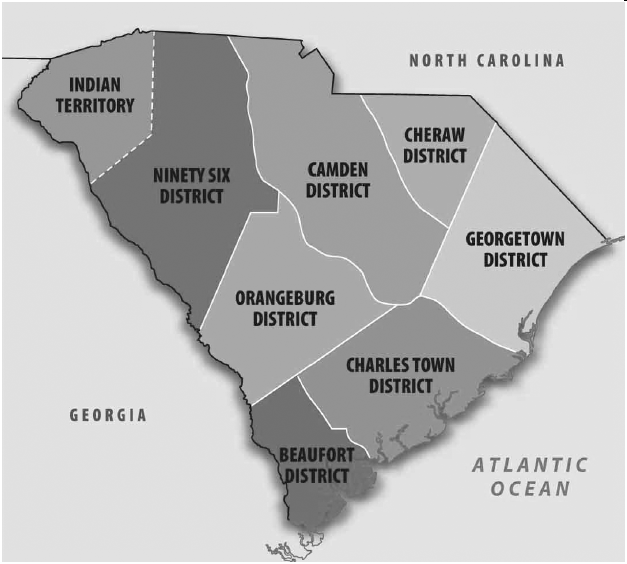 NORTH CAROLINA
INDIAN
TERRITORY
CHERAW
DISTRICT
NINETY SIX
DISTRICT
CAMDEN
DISTRICT
GEORGETOWN
DISTRICT
ORANGEBURG
DISTRICT
CHARLES TOWN
DISTRICT
GEORGIA
BEAUFORT
DISTRICT
ATLANTIC
OCEAN